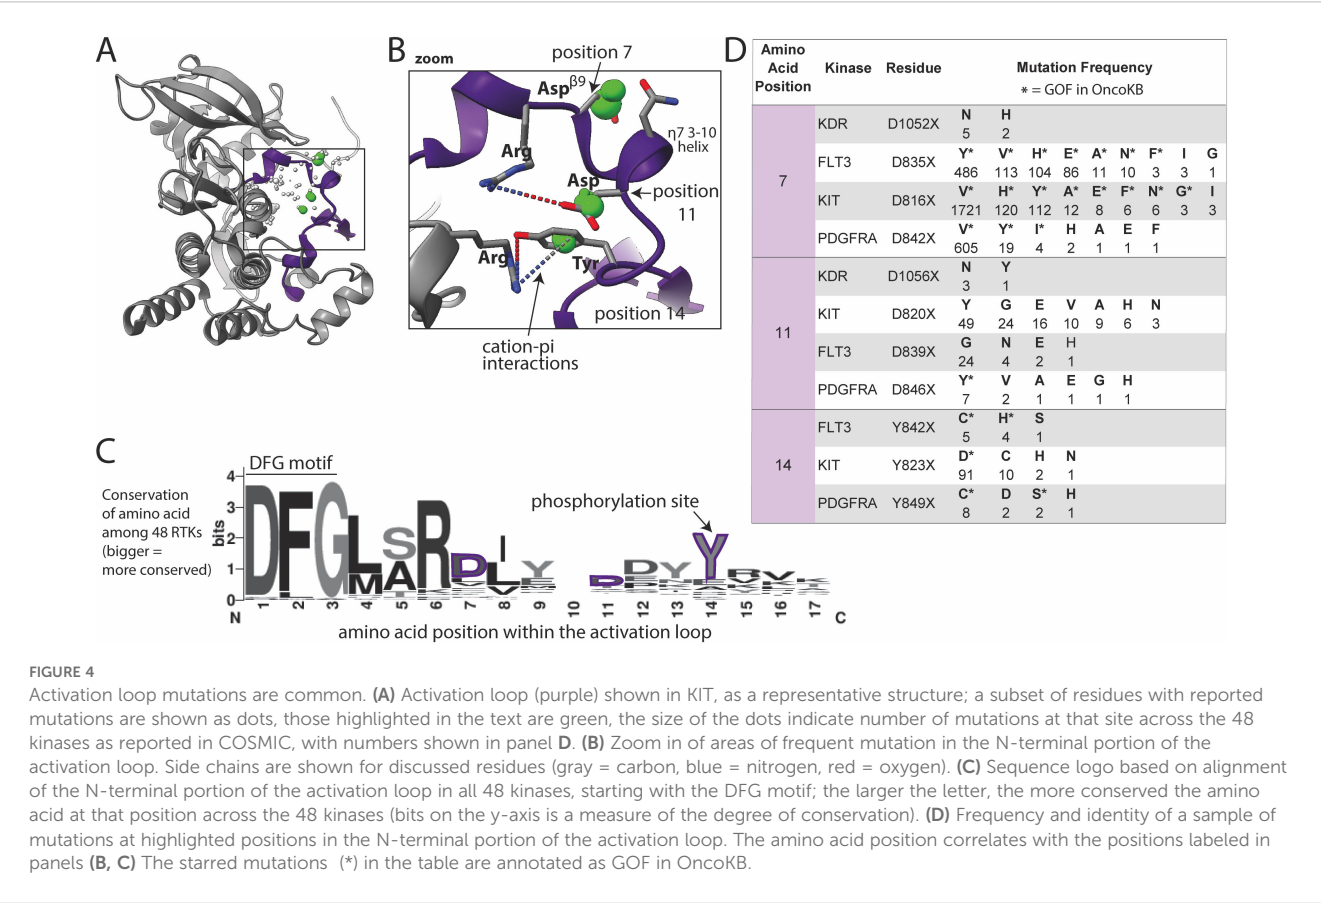 A
B
zoom
position 7
Asp
β9
η7 3-10
helix
Arg
Asp
position
11
Arg
Tyr
position 14
cation-pi
interactions
C
Conservation
of amino acid
among 48 RTKs
(bigger =
more conserved)
DFG motif
phosphorylation site
bits
4
3
2
1
0
D F G L M S A R D I L Y D D Y Y R V
N
1 2 3 4 5 6 7 8 9 10 11 12 13 14 15 16 17
C
amino acid position within the activation loop
D
Amino Acid Position Kinase Residue Mutation Frequency
* = GOF in OncoKB
7
KDR D1052X N H
5 2
FLT3 D835X Y* V* H* E* A* N* F* I G
486 113 104 86 11 10 3 3 1
KIT D816X V* H* Y* A* E* F* N* G* I
1721 120 112 12 8 6 6 3 3
PDGFRA D842X V* Y* I* H A E F
605 19 4 2 1 1 1
11
KDR D1056X N Y
3 1
KIT D820X Y G E V A H N
49 24 16 10 9 6 3
FLT3 D839X G N E H
24 4 2 1
PDGFRA D846X Y* V A E G H
7 2 1 1 1 1
14
FLT3 Y842X C* H* S
5 4 1
KIT Y823X D* C H N
91 10 2 1
PDGFRA Y849X C* D S* H
8 2 2 1
FIGURE 4
Activation loop mutations are common. (A) Activation loop (purple) shown in KIT, as a representative structure; a subset of residues with reported
mutations are shown as dots, those highlighted in the text are green, the size of the dots indicate number of mutations at that site across the 48
kinases as reported in COSMIC, with numbers shown in panel D. (B) Zoom in of areas of frequent mutation in the N-terminal portion of the
activation loop. Side chains are shown for discussed residues (gray = carbon, blue = nitrogen, red = oxygen). (C) Sequence logo based on alignment
of the N-terminal portion of the activation loop in all 48 kinases, starting with the DFG motif; the larger the letter, the more conserved the amino
acid at that position across the 48 kinases (bits on the y-axis is a measure of the degree of conservation). (D) Frequency and identity of a sample of
mutations at highlighted positions in the N-terminal portion of the activation loop. The amino acid position correlates with the positions labeled in
panels (B, C) The starred mutations (*) in the table are annotated as GOF in OncoKB.